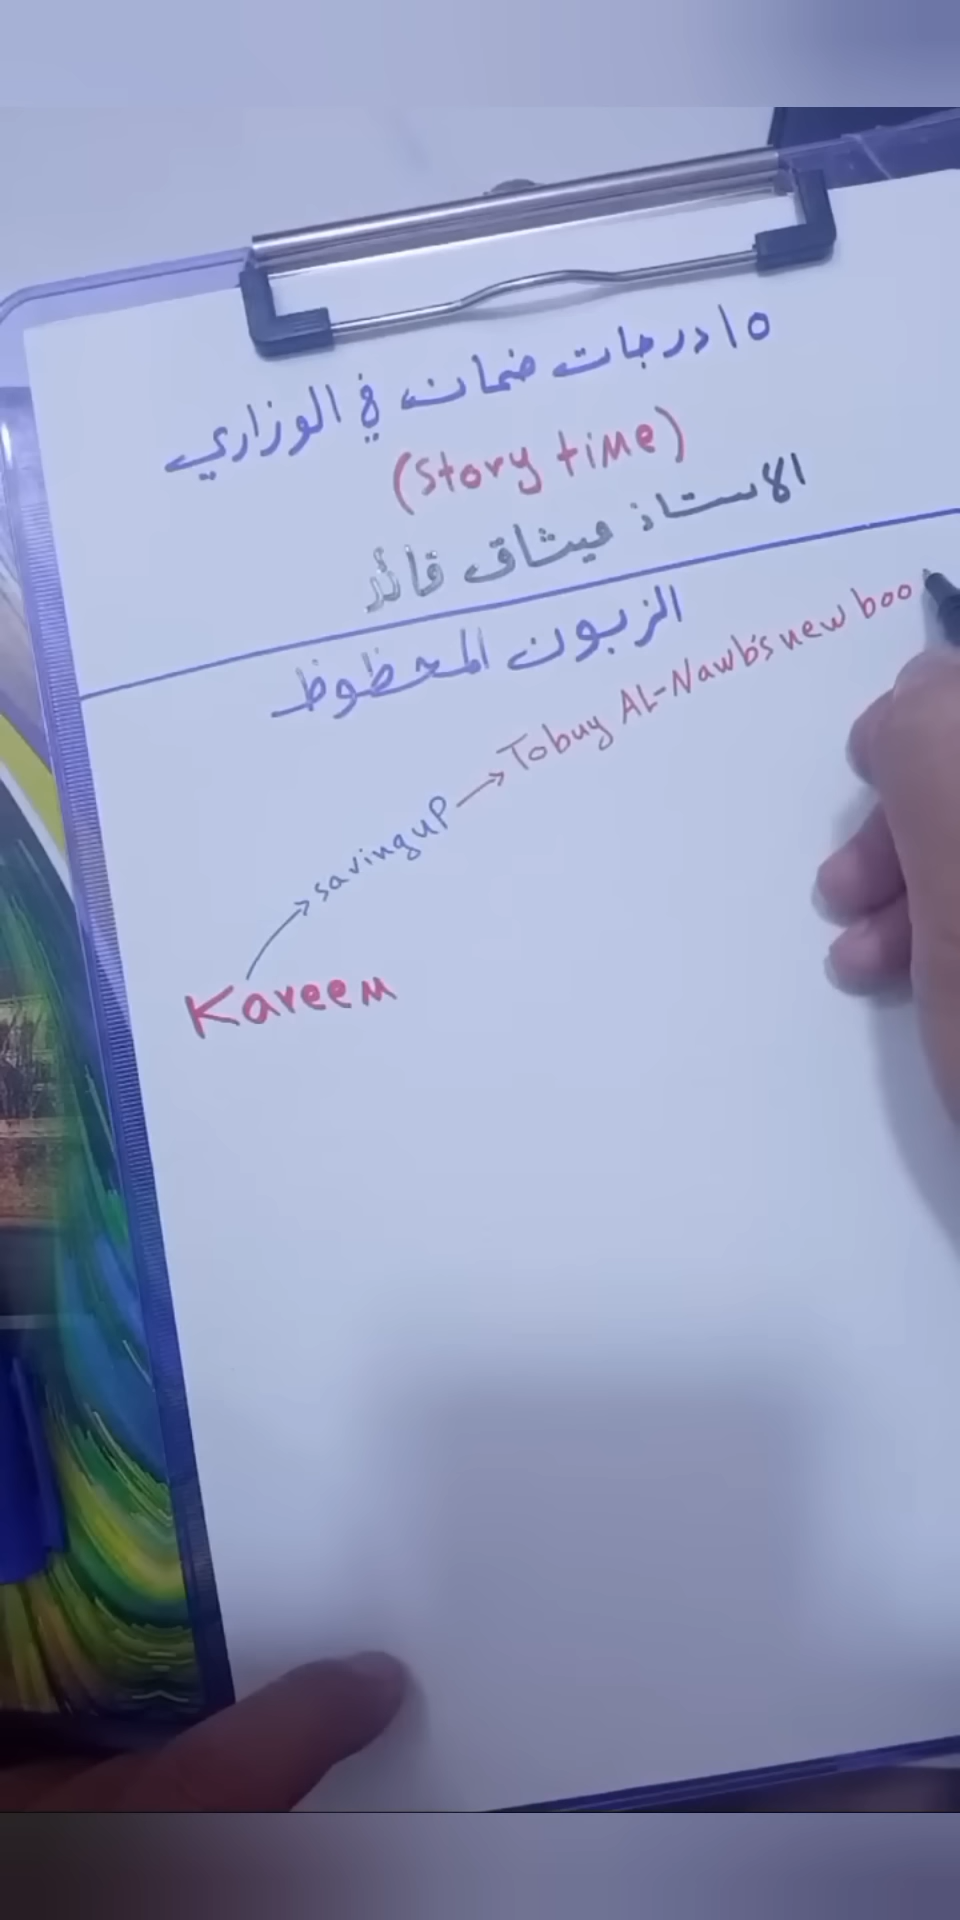 ١٥ درجات ضمان في الوزاري
(Story time)
الاستاذ ميثاق قائد
الزبون المحظوظ
To buy AL-Nawb's new boo
saving up
Kareem